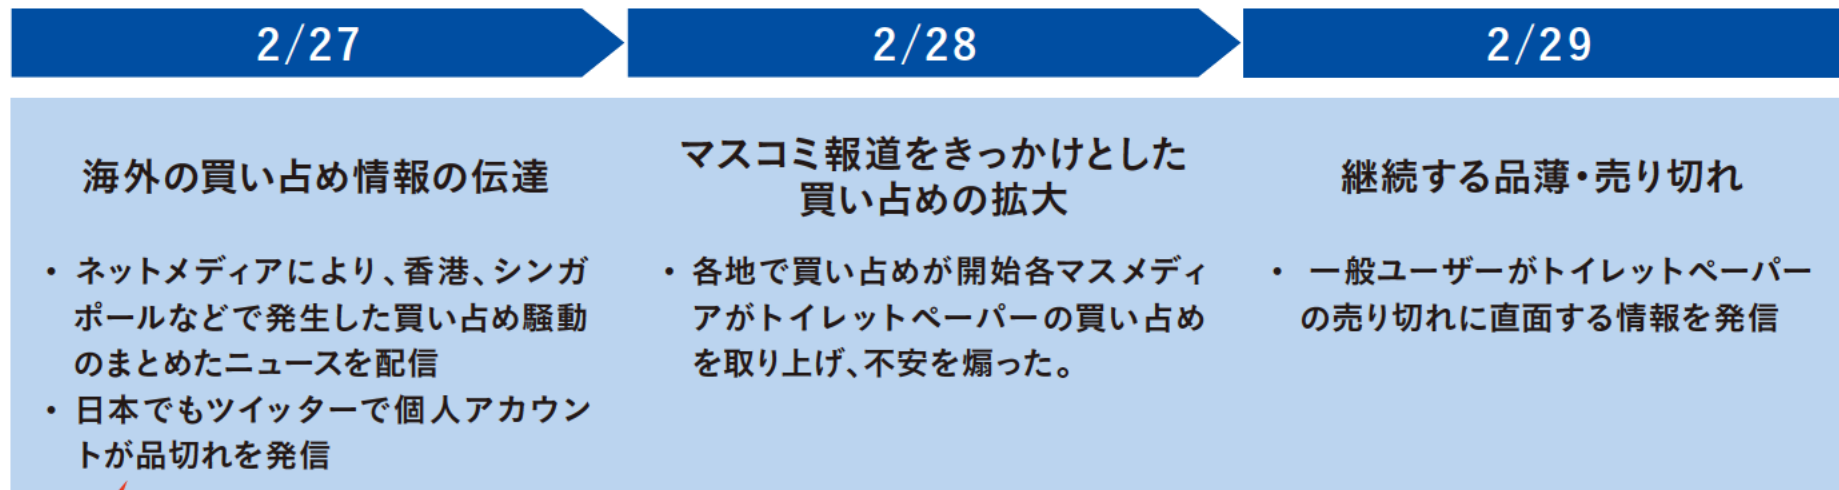 2/27
海外の買い占め情報の伝達
・ ネットメディアにより、香港、シンガ
ポールなどで発生した買い占め騒動
のまとめたニュースを配信
・ 日本でもツイッターで個人アカウン
トが品切れを発信
2/28
マスコミ報道をきっかけとした
買い占めの拡大
・ 各地で買い占めが開始各マスメディ
アがトイレットペーパーの買い占め
を取り上げ、不安を煽った。
2/29
継続する品薄・売り切れ
・ 一般ユーザーがトイレットペーパー
の売り切れに直面する情報を発信